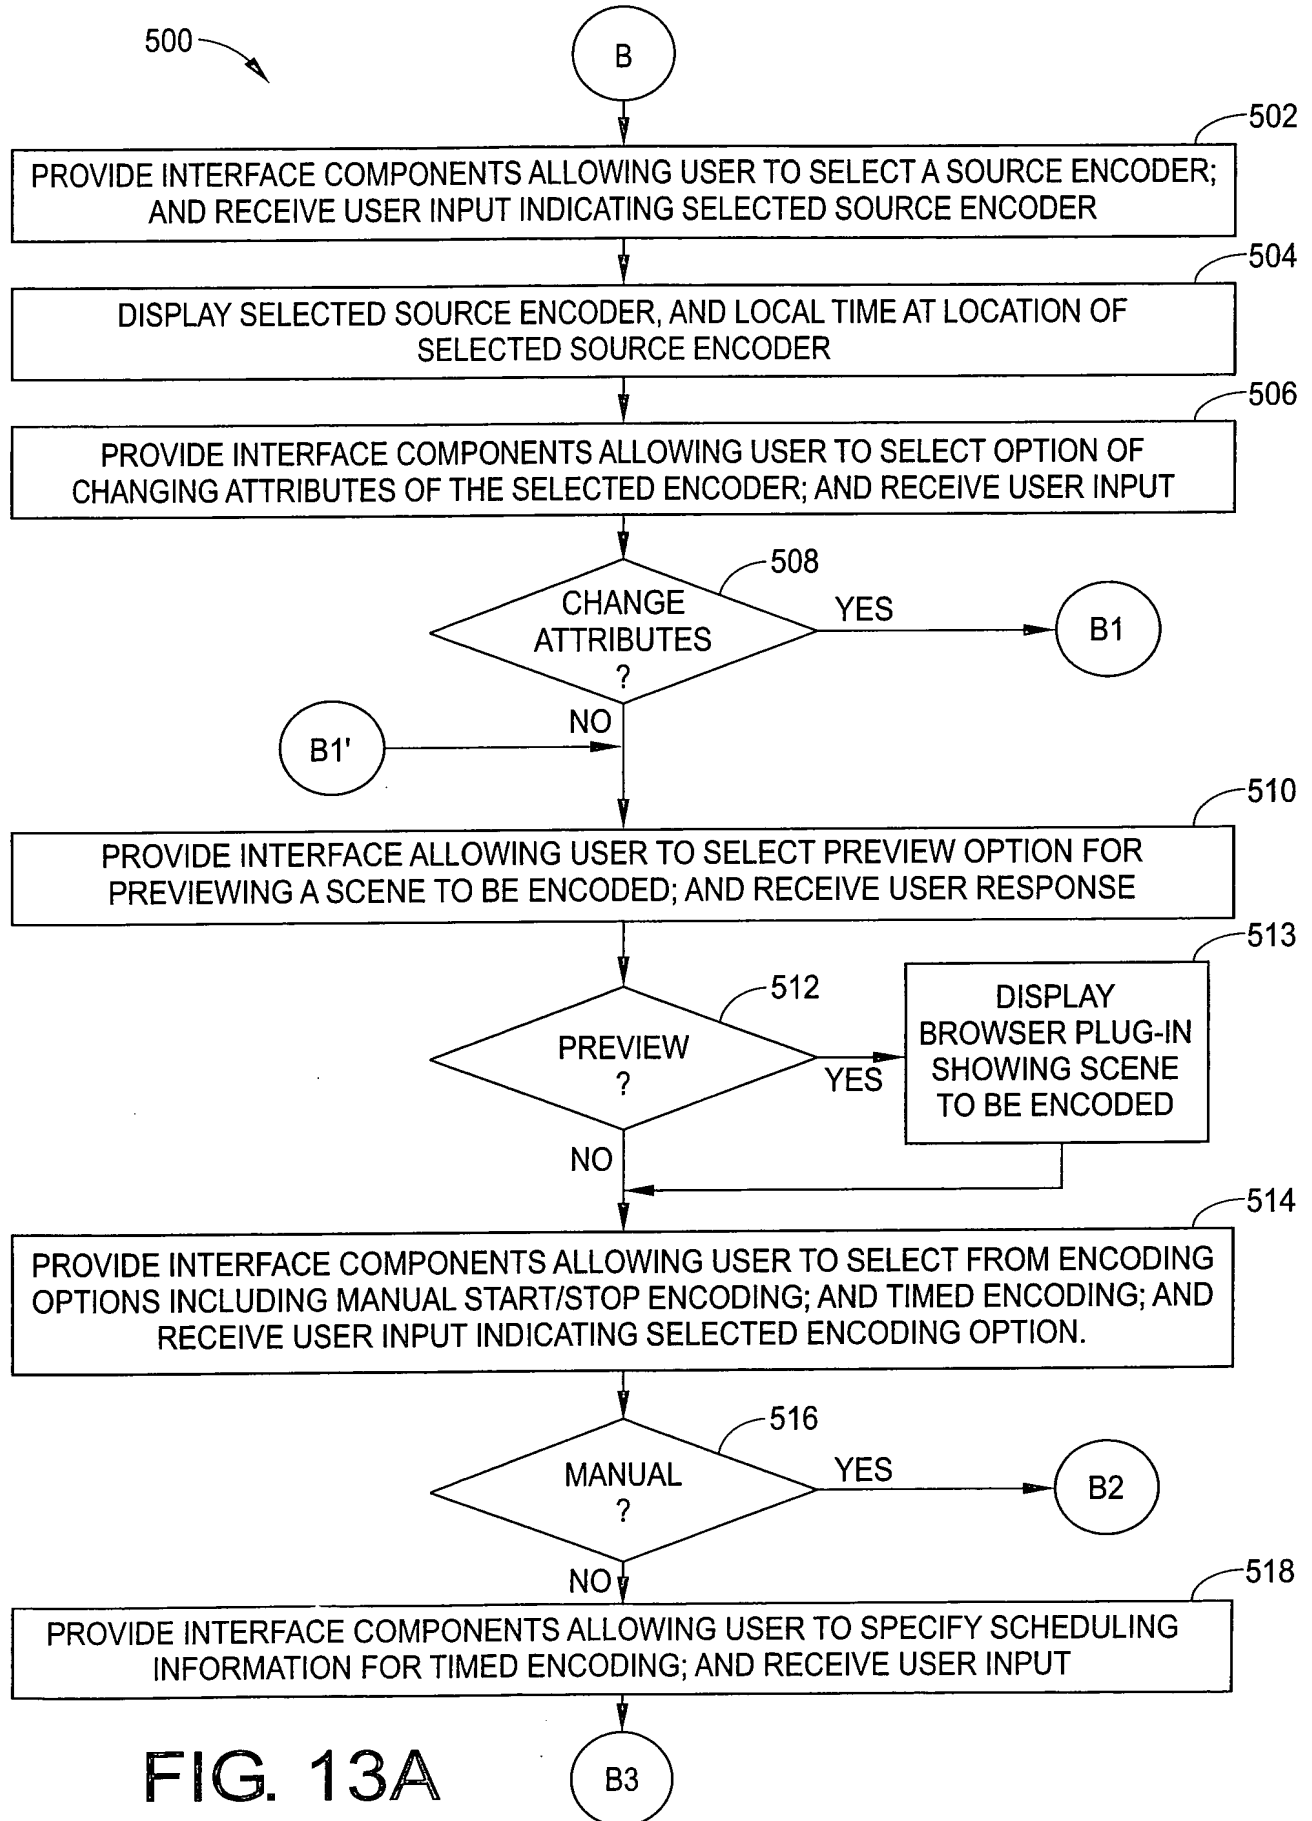 500
B
502
PROVIDE INTERFACE COMPONENTS ALLOWING USER TO SELECT A SOURCE ENCODER;
AND RECEIVE USER INPUT INDICATING SELECTED SOURCE ENCODER
504
DISPLAY SELECTED SOURCE ENCODER, AND LOCAL TIME AT LOCATION OF
SELECTED SOURCE ENCODER
506
PROVIDE INTERFACE COMPONENTS ALLOWING USER TO SELECT OPTION OF
CHANGING ATTRIBUTES OF THE SELECTED ENCODER; AND RECEIVE USER INPUT
508
CHANGE
ATTRIBUTES
?
YES
B1
NO
B1'
510
PROVIDE INTERFACE ALLOWING USER TO SELECT PREVIEW OPTION FOR
PREVIEWING A SCENE TO BE ENCODED; AND RECEIVE USER RESPONSE
512
PREVIEW
?
YES
513
DISPLAY
BROWSER PLUG-IN
SHOWING SCENE
TO BE ENCODED
NO
514
PROVIDE INTERFACE COMPONENTS ALLOWING USER TO SELECT FROM ENCODING
OPTIONS INCLUDING MANUAL START/STOP ENCODING; AND TIMED ENCODING; AND
RECEIVE USER INPUT INDICATING SELECTED ENCODING OPTION.
516
MANUAL
?
YES
B2
NO
518
PROVIDE INTERFACE COMPONENTS ALLOWING USER TO SPECIFY SCHEDULING
INFORMATION FOR TIMED ENCODING; AND RECEIVE USER INPUT
B3
FIG. 13A